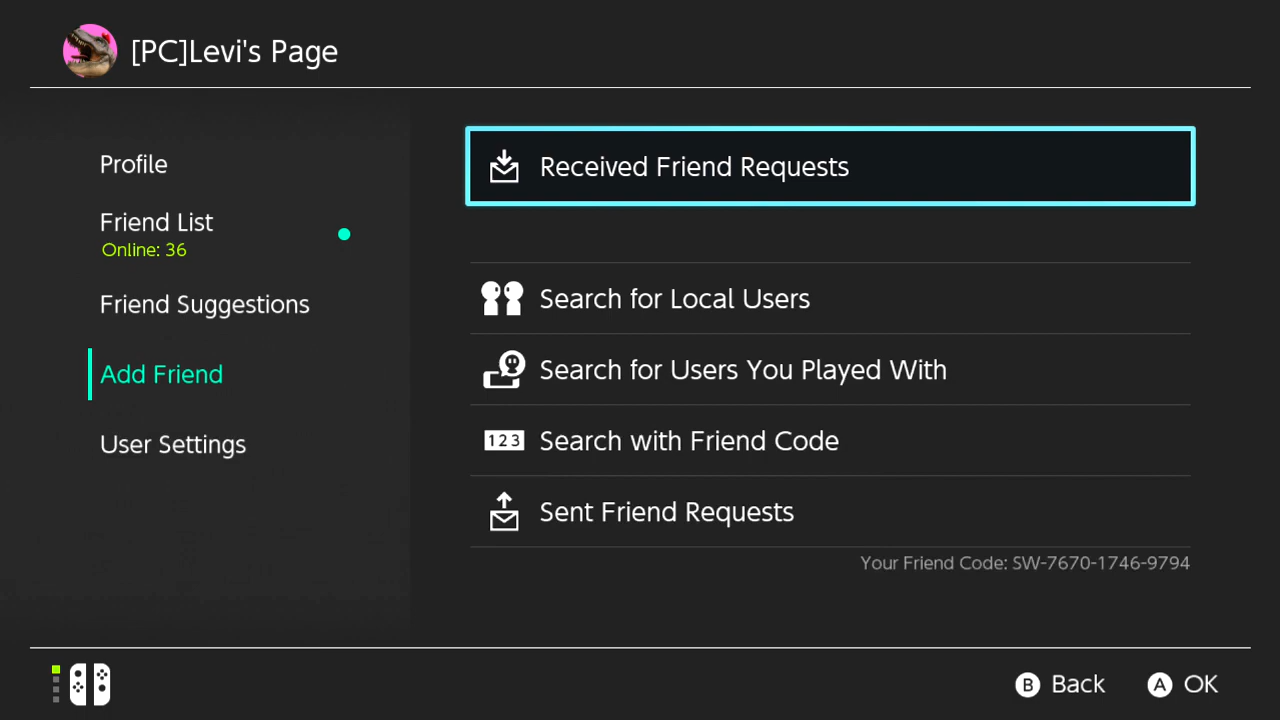 [PC]Levi's Page
Profile
Friend List
Online: 36
Friend Suggestions
Add Friend
User Settings
Received Friend Requests
Search for Local Users
Search for Users You Played With
123 Search with Friend Code
Sent Friend Requests
Your Friend Code: SW-7670-1746-9794
B Back A OK